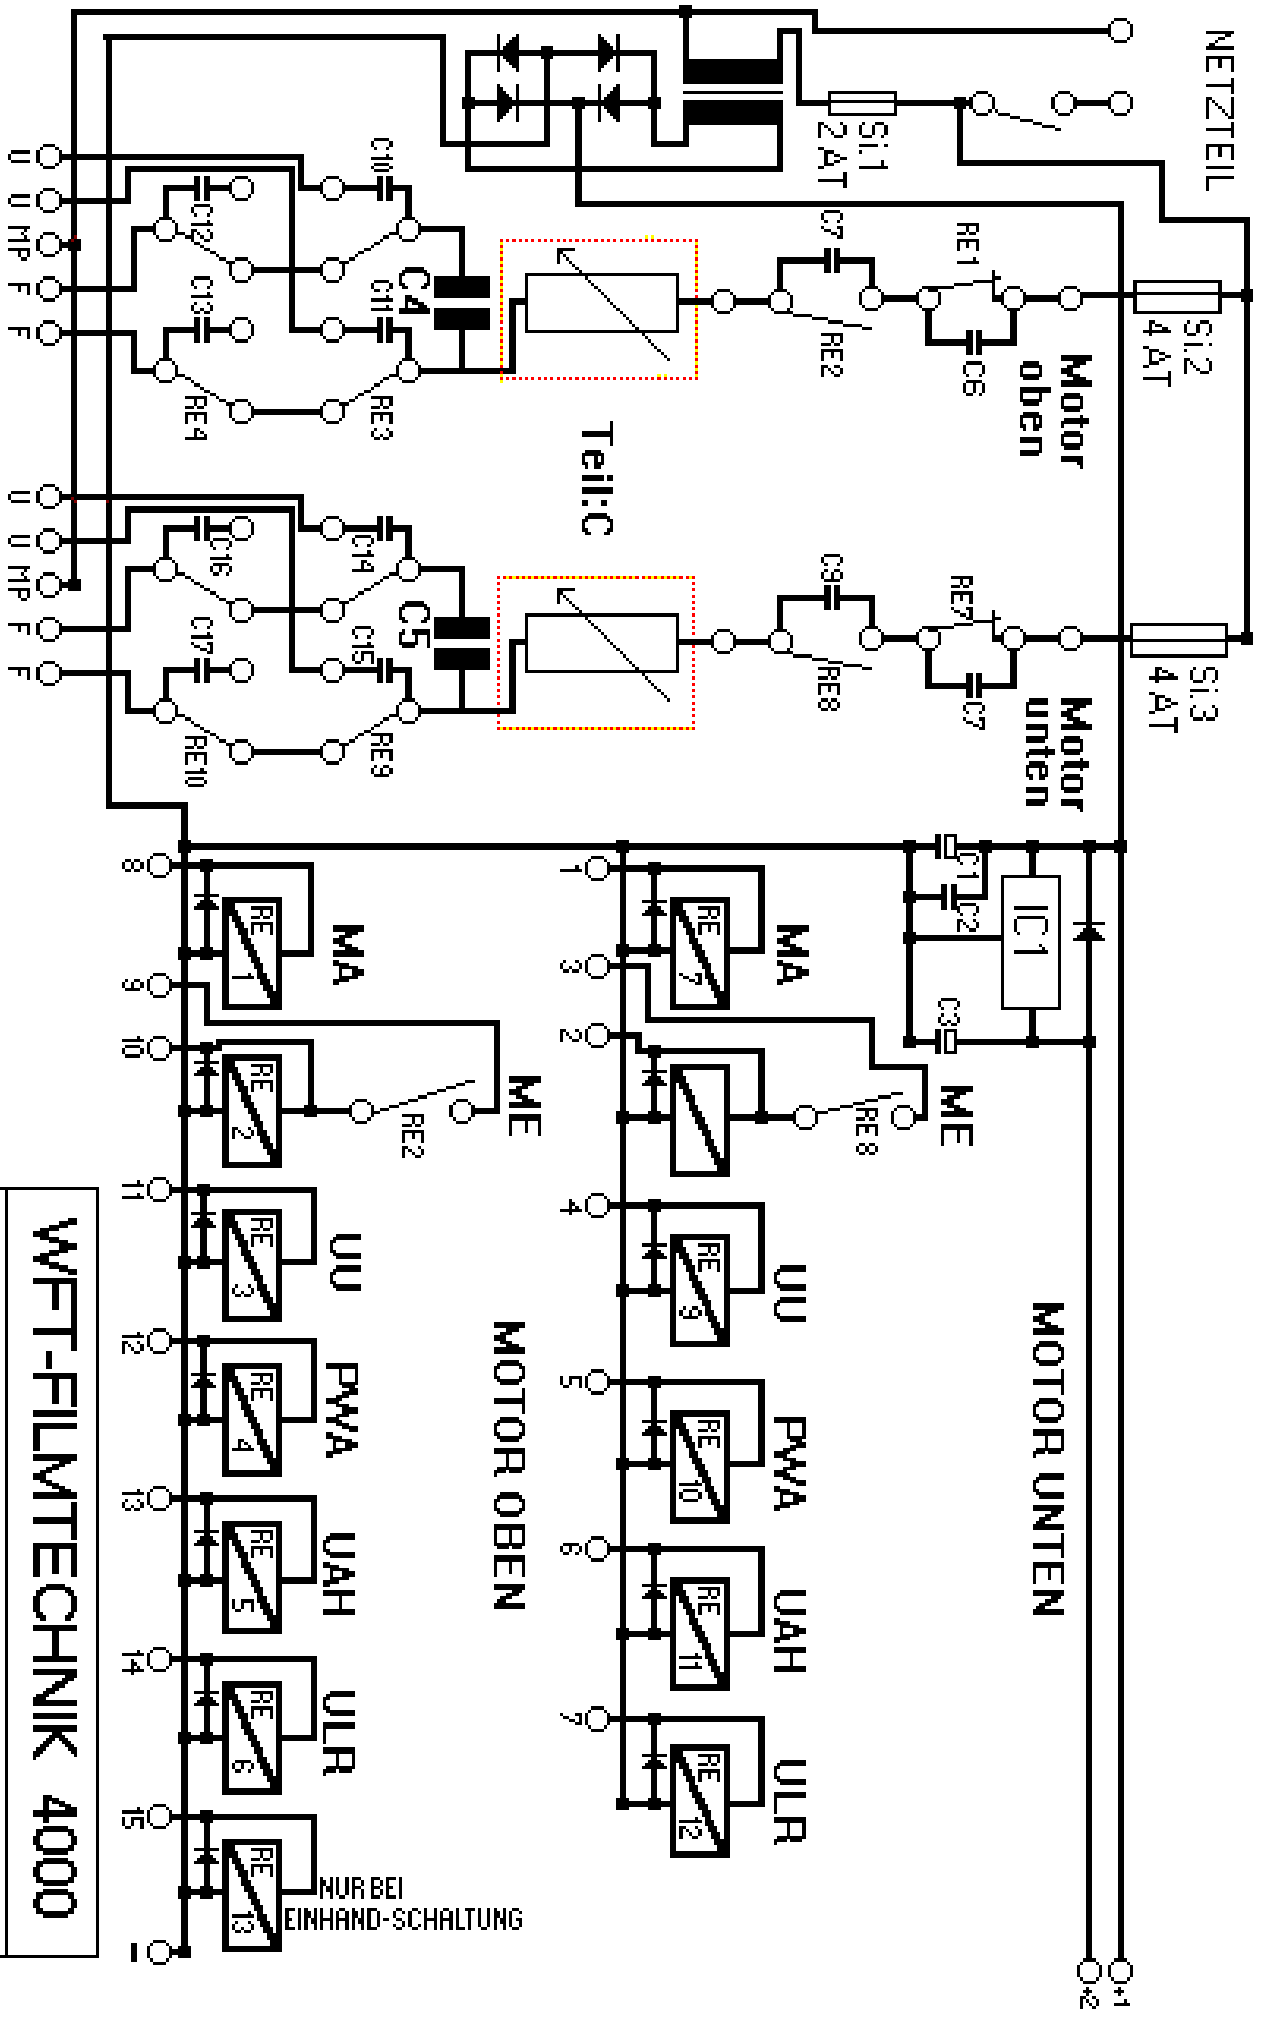 NETZTEIL
Si.1
2 AT
Si.2
4 AT
Si.3
4 AT
Motor
oben
Motor
unten
RE1
C6
C7
RE2
RE7
C7
C9
RE8
Teil:C
C4
C10
C11
C12
C13
RE3
RE4
C5
C14
C15
C16
C17
RE9
RE10
U
U
MP
F
F
U
U
MP
F
F
C1
C2
IC1
C3
MOTOR UNTEN
+1
+2
MA
ME
UU
PWA
UAH
ULR
RE 7
RE8
RE 9
RE 10
RE 11
RE 12
1
3
2
4
5
6
7
MOTOR OBEN
MA
ME
UU
PWA
UAH
ULR
NUR BEI
EINHAND-SCHALTUNG
RE 1
RE 2
RE2
RE 3
RE 4
RE 5
RE 6
RE 13
8
9
10
11
12
13
14
15
-
WFT-FILMTECHNIK 4000